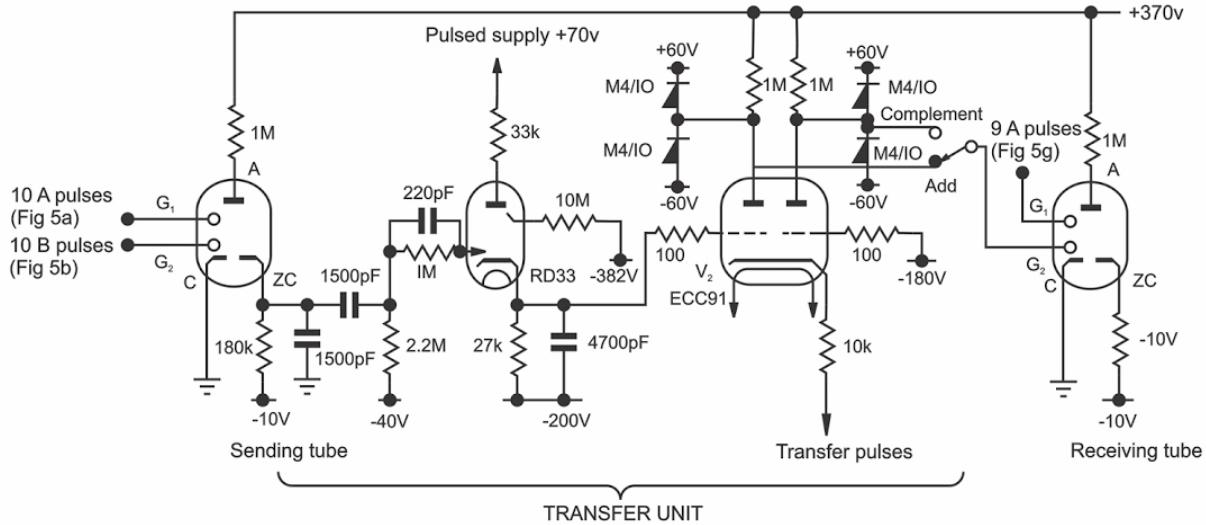 +370v
Pulsed supply +70v
+60V
+60V
M4/IO
1M
1M
M4/IO
Complement
33k
1M
9 A pulses
(Fig 5g)
1M
M4/IO
M4/IO
A
Add
A
10 A pulses
(Fig 5a)
G1
220pF
10M
-60V
-60V
G1
10 B pulses
(Fig 5b)
G2
IM
100
100
G2
C
ZC
1500pF
RD33
-382V
V2
ECC91
-180V
C
ZC
180k
1500pF
2.2M
27k
4700pF
10k
-10V
-10V
-40V
-200V
-10V
Sending tube
Transfer pulses
Receiving tube
TRANSFER UNIT